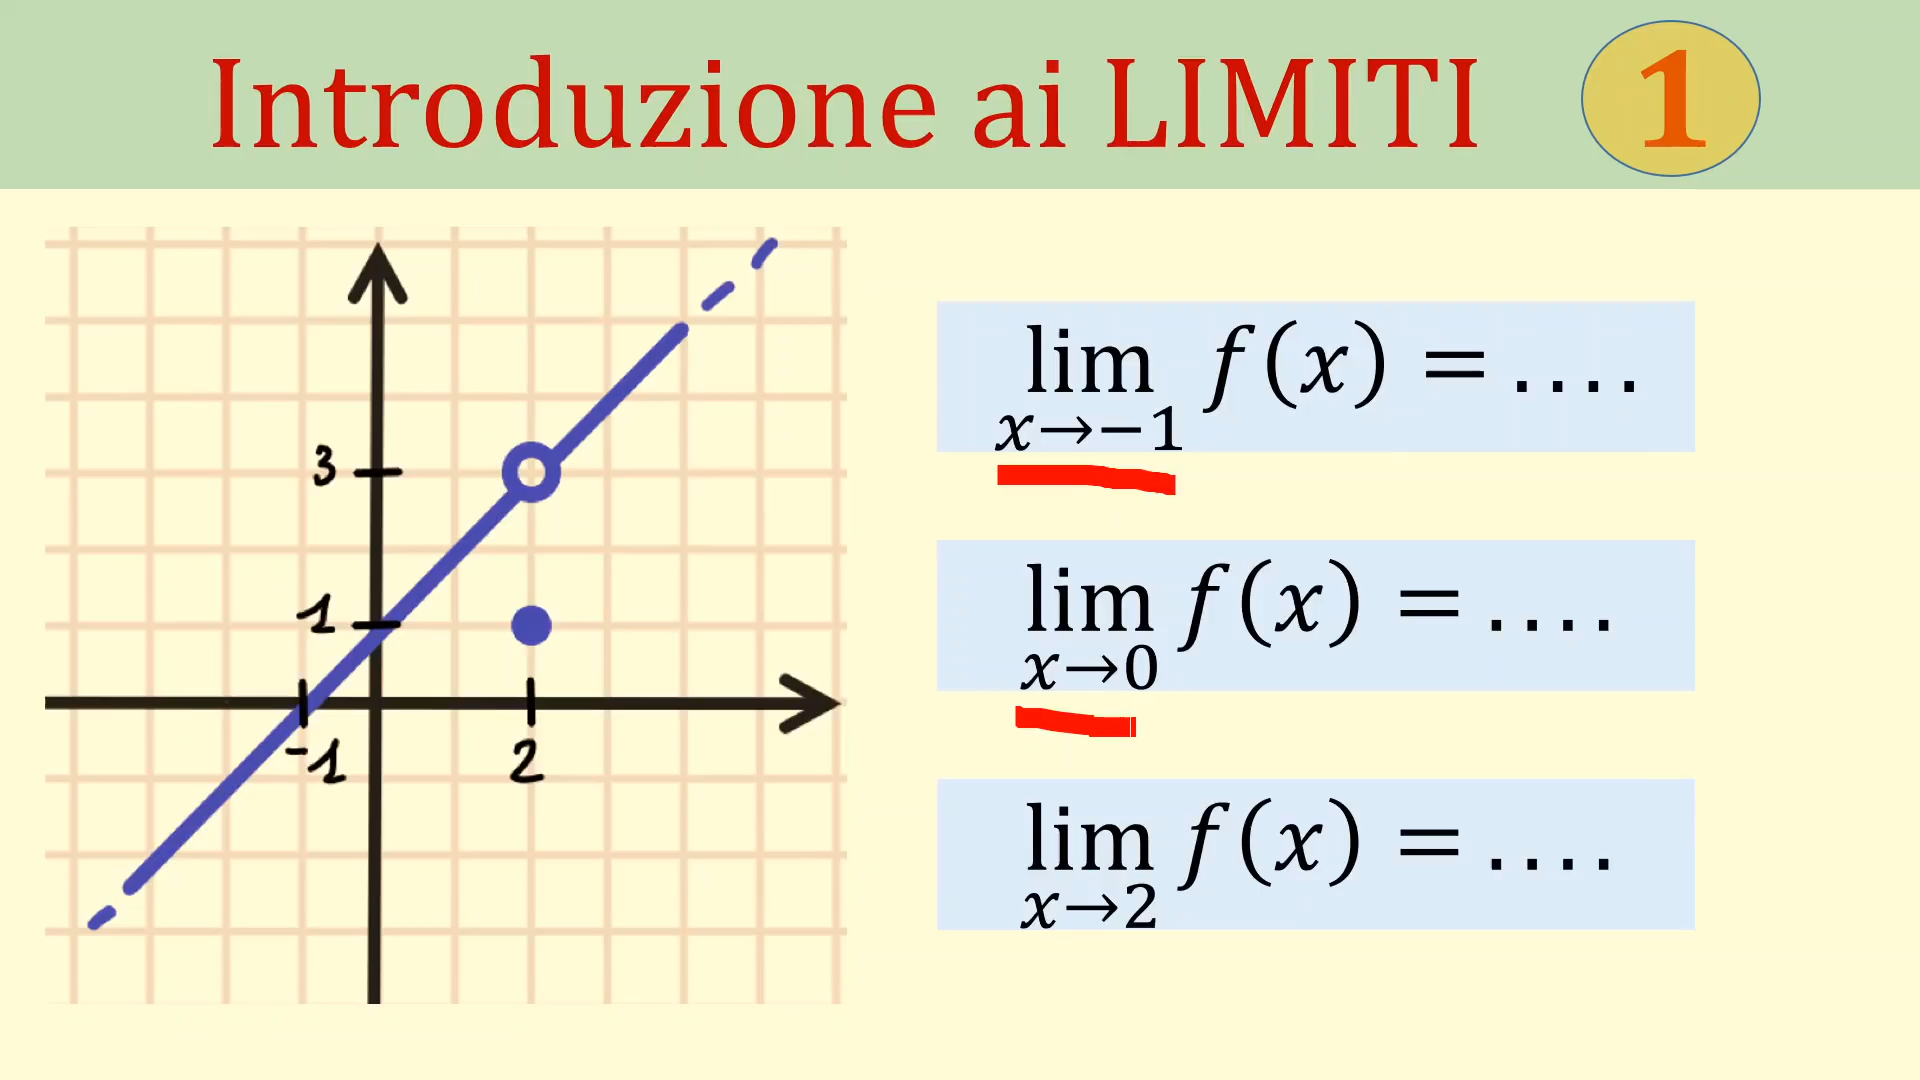 Introduzione ai LIMITI 1
3
1
-1
2
lim f(x) = ....
x→−1
lim f(x) = ....
x→0
lim f(x) = ....
x→2